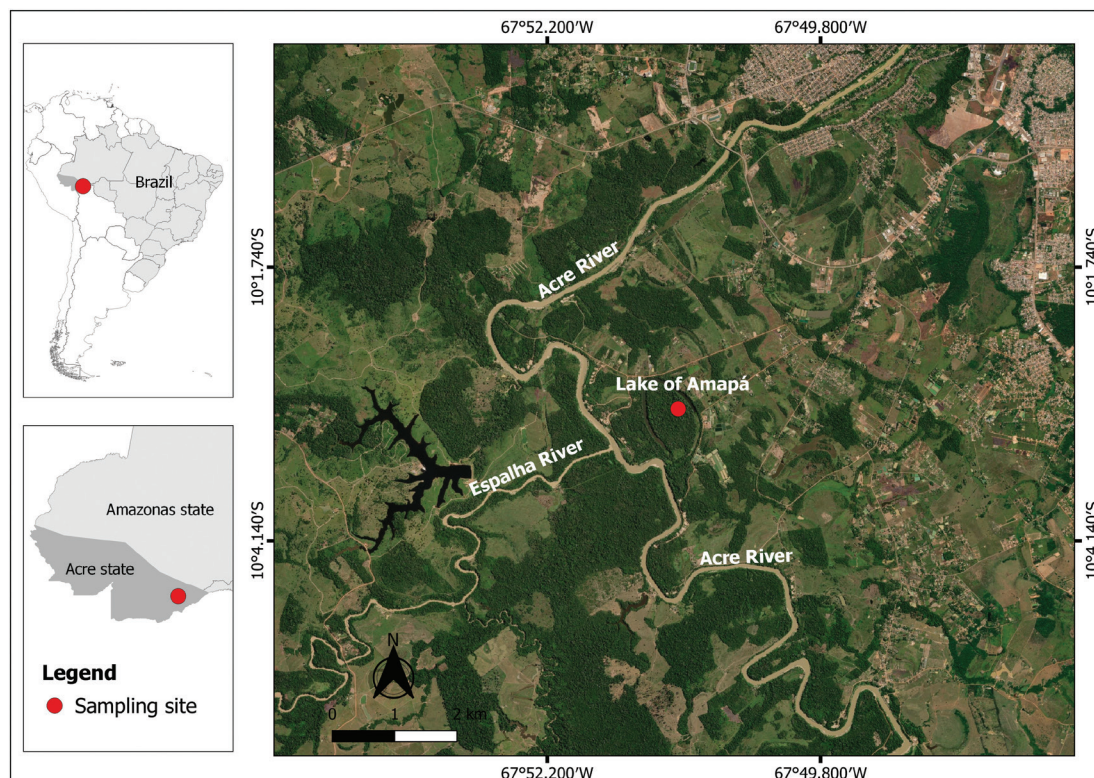 Brazil
Amazonas state
Acre state
Legend
Sampling site
67°52.200'W
67°49.800'W
10°1.740'S
10°4.140'S
Acre River
Lake of Amapá
Espalha River
Acre River
N
0 1 2 km
10°1.740'S
10°4.140'S
67°52.200'W
67°49.800'W